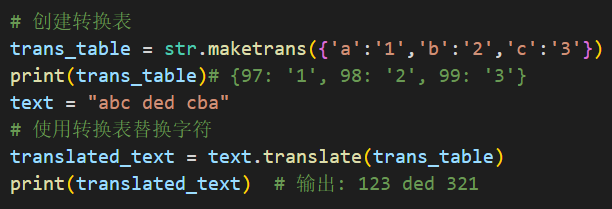 # 创建转换表
trans_table = str.maketrans({'a':'1','b':'2','c':'3'})
print(trans_table)# {97: '1', 98: '2', 99: '3'}
text = "abc ded cba"
# 使用转换表替换字符
translated_text = text.translate(trans_table)
print(translated_text)  # 输出: 123 ded 321